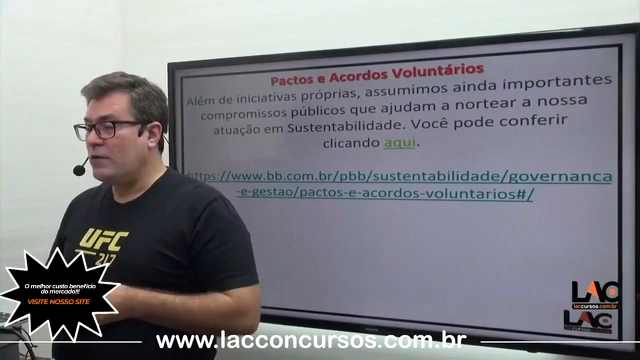 Pactos e Acordos Voluntários
Além de iniciativas próprias, assumimos ainda importantes
compromissos públicos que ajudam a nortear a nossa
atuação em Sustentabilidade. Você pode conferir
clicando aqui.
https://www.bb.com.br/pbb/sustentabilidade/governanca
-e-gestao/pactos-e-acordos-voluntarios#/
UFC
217
O melhor custo benefício
do mercado!!!
VISITE NOSSO SITE
LAC
lacconcursos.com.br
LAC
www.lacconcursos.com.br